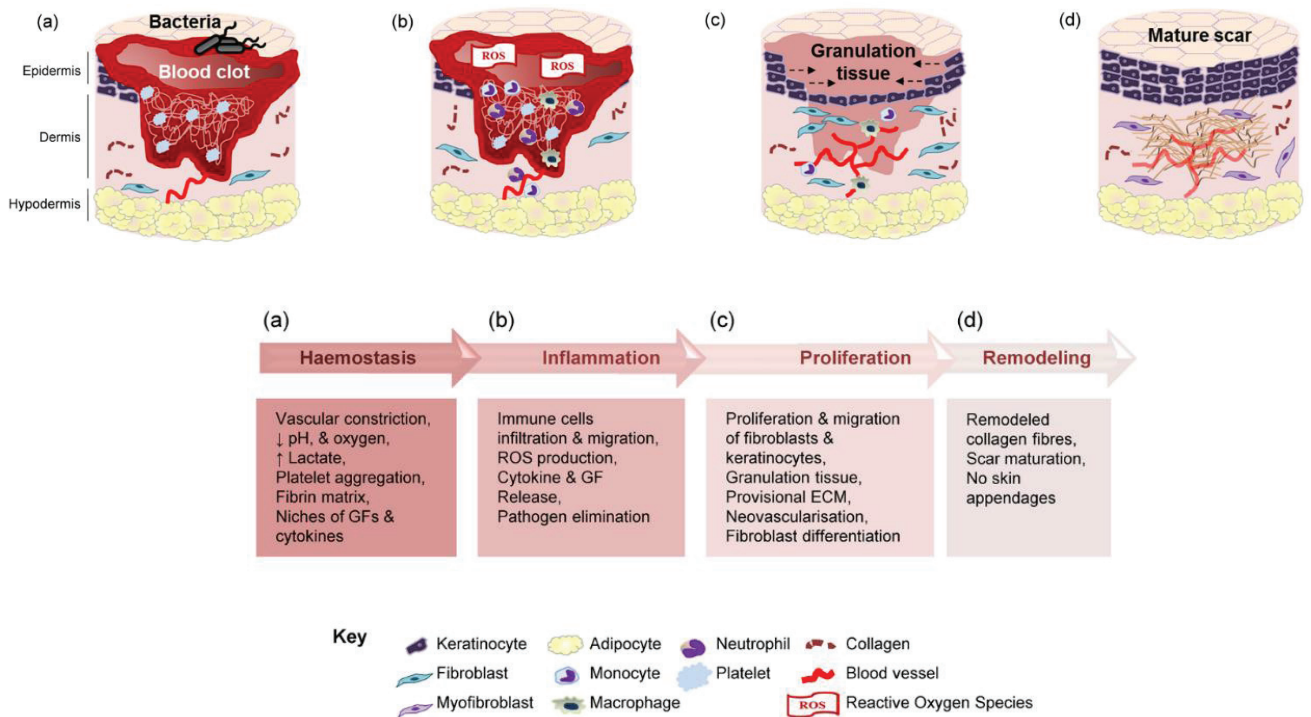 (a)
(b)
(c)
(d)
Bacteria
Blood clot
ROS
ROS
Granulation
tissue
Mature scar
Epidermis
Dermis
Hypodermis
(a)
(b)
(c)
(d)
Haemostasis
Inflammation
Proliferation
Remodeling
Vascular constriction,
↓ pH, & oxygen,
↑ Lactate,
Platelet aggregation,
Fibrin matrix,
Niches of GFs &
cytokines
Immune cells
infiltration & migration,
ROS production,
Cytokine & GF
Release,
Pathogen elimination
Proliferation & migration
of fibroblasts &
keratinocytes,
Granulation tissue,
Provisional ECM,
Neovascularisation,
Fibroblast differentiation
Remodeled
collagen fibres,
Scar maturation,
No skin
appendages
Key
Keratinocyte
Adipocyte
Neutrophil
Collagen
Fibroblast
Monocyte
Platelet
Blood vessel
Myofibroblast
Macrophage
ROS
Reactive Oxygen Species